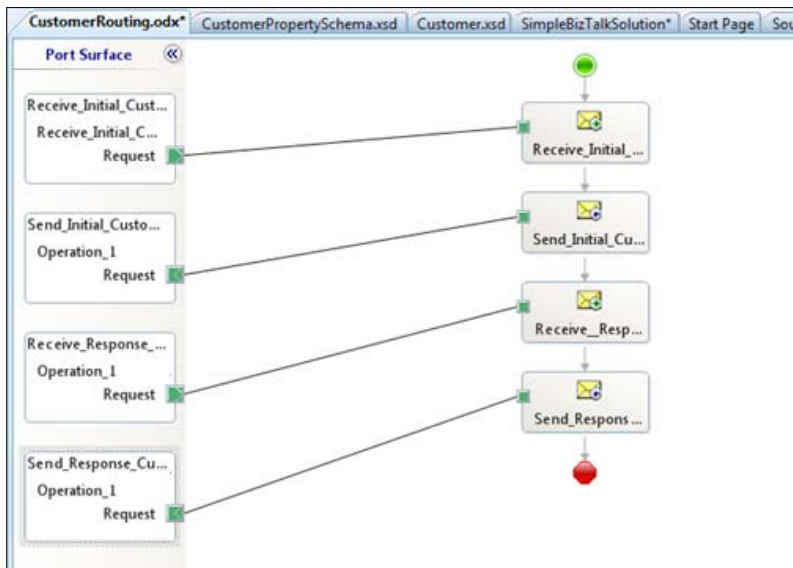 CustomerRouting.odx* CustomerPropertySchema.xsd Customer.xsd SimpleBizTalkSolution* Start Page Sou
Port Surface
Receive_Initial_Cust...
Receive_Initial_C...
Request
Send_Initial_Custo...
Operation_1
Request
Receive_Response_...
Operation_1
Request
Send_Response_Cu...
Operation_1
Request
Receive_Initial_...
Send_Initial_Cu...
Receive__Resp...
Send_Respons...